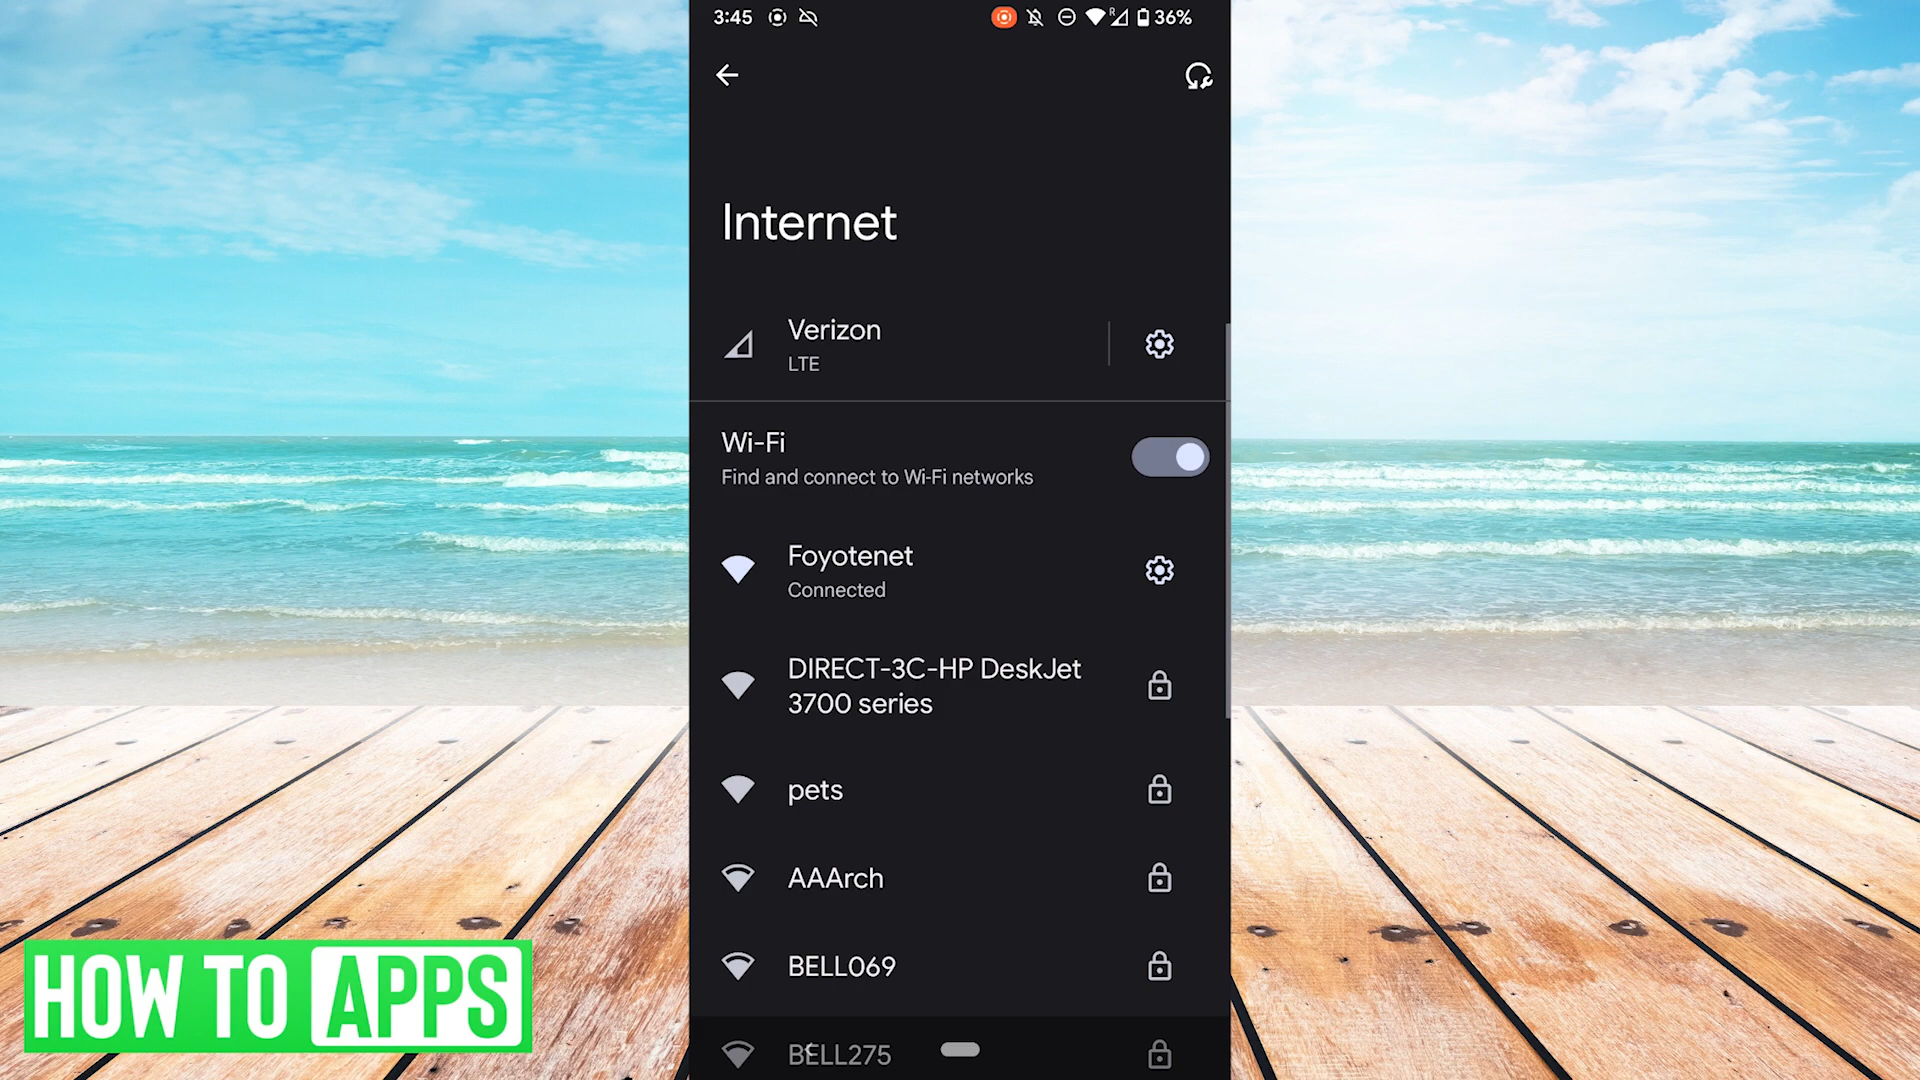 3:45
R
36%
Internet
Verizon
LTE
Wi-Fi
Find and connect to Wi-Fi networks
Foyotenet
Connected
DIRECT-3C-HP DeskJet
3700 series
pets
AAArch
BELL069
BELL275
HOW TO APPS